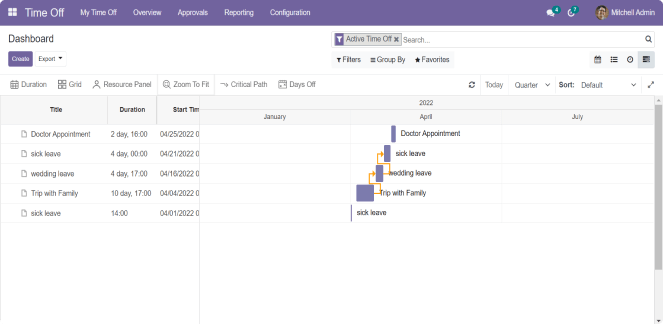 Time Off My Time Off Overview Approvals Reporting Configuration 4 7 Mitchell Admin
Dashboard Active Time Off × Search...
Create Export Filters Group By Favorites
Duration Grid Resource Panel Zoom To Fit Critical Path Days Off Today Quarter Sort: Default
Title Duration Start Tim 2022
January April July
Doctor Appointment 2 day, 16:00 04/25/2022 0 Doctor Appointment
sick leave 4 day, 00:00 04/21/2022 0 sick leave
wedding leave 4 day, 17:00 04/16/2022 0 wedding leave
Trip with Family 10 day, 17:00 04/04/2022 0 Trip with Family
sick leave 14:00 04/01/2022 0 sick leave